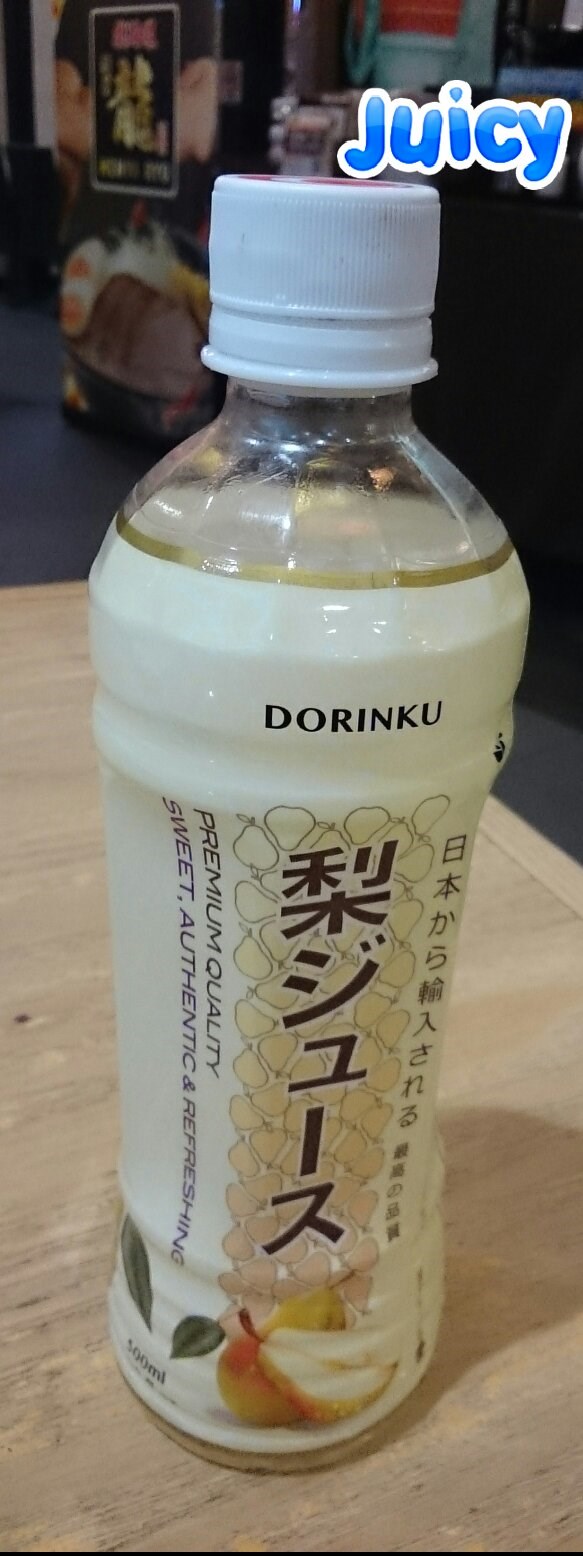 Juicy
龍
DORINKU
日本から輸入される 最高の品質
梨ジュース
PREMIUM QUALITY
SWEET, AUTHENTIC & REFRESHING
500ml